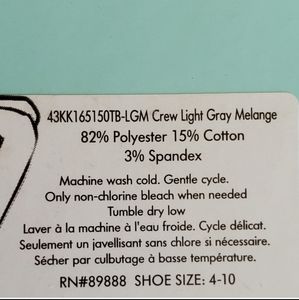 43KK165150TB-LGM Crew Light Gray Melange
82% Polyester 15% Cotton
3% Spandex
Machine wash cold. Gentle cycle.
Only non-chlorine bleach when needed
Tumble dry low
Laver à la machine à l'eau froide. Cycle délicat.
Seulement un javellisant sans chlore si nécessaire.
Sécher par culbutage à basse température.
RN#89888 SHOE SIZE: 4-10